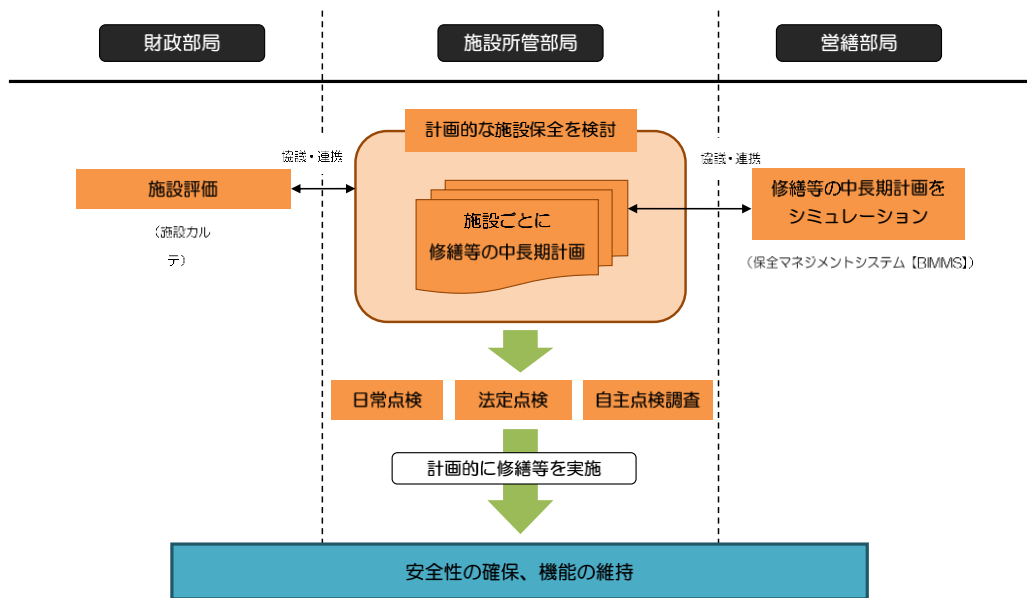 財政部局
施設所管部局
営繕部局
計画的な施設保全を検討
協議・連携
協議・連携
施設評価
（施設カル
テ）
施設ごとに
修繕等の中長期計画
修繕等の中長期計画を
シミュレーション
（保全マネジメントシステム【BIMMS】）
日常点検
法定点検
自主点検調査
計画的に修繕等を実施
安全性の確保、機能の維持